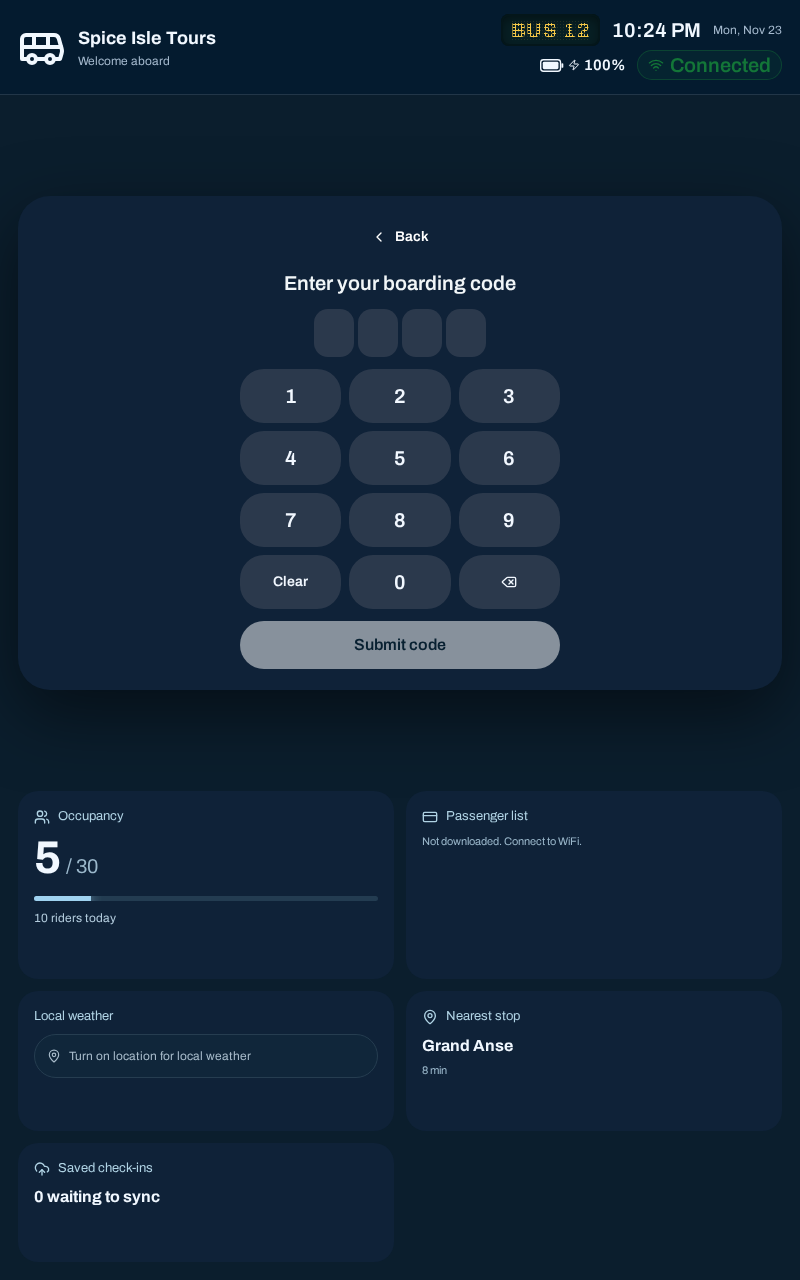 Spice Isle Tours
Welcome aboard
BUS 12
10:24 PM
Mon, Nov 23
100%
Connected
Back
Enter your boarding code
1
2
3
4
5
6
7
8
9
Clear
0
Submit code
Occupancy
5 / 30
10 riders today
Passenger list
Not downloaded. Connect to WiFi.
Local weather
Turn on location for local weather
Nearest stop
Grand Anse
8 min
Saved check-ins
0 waiting to sync